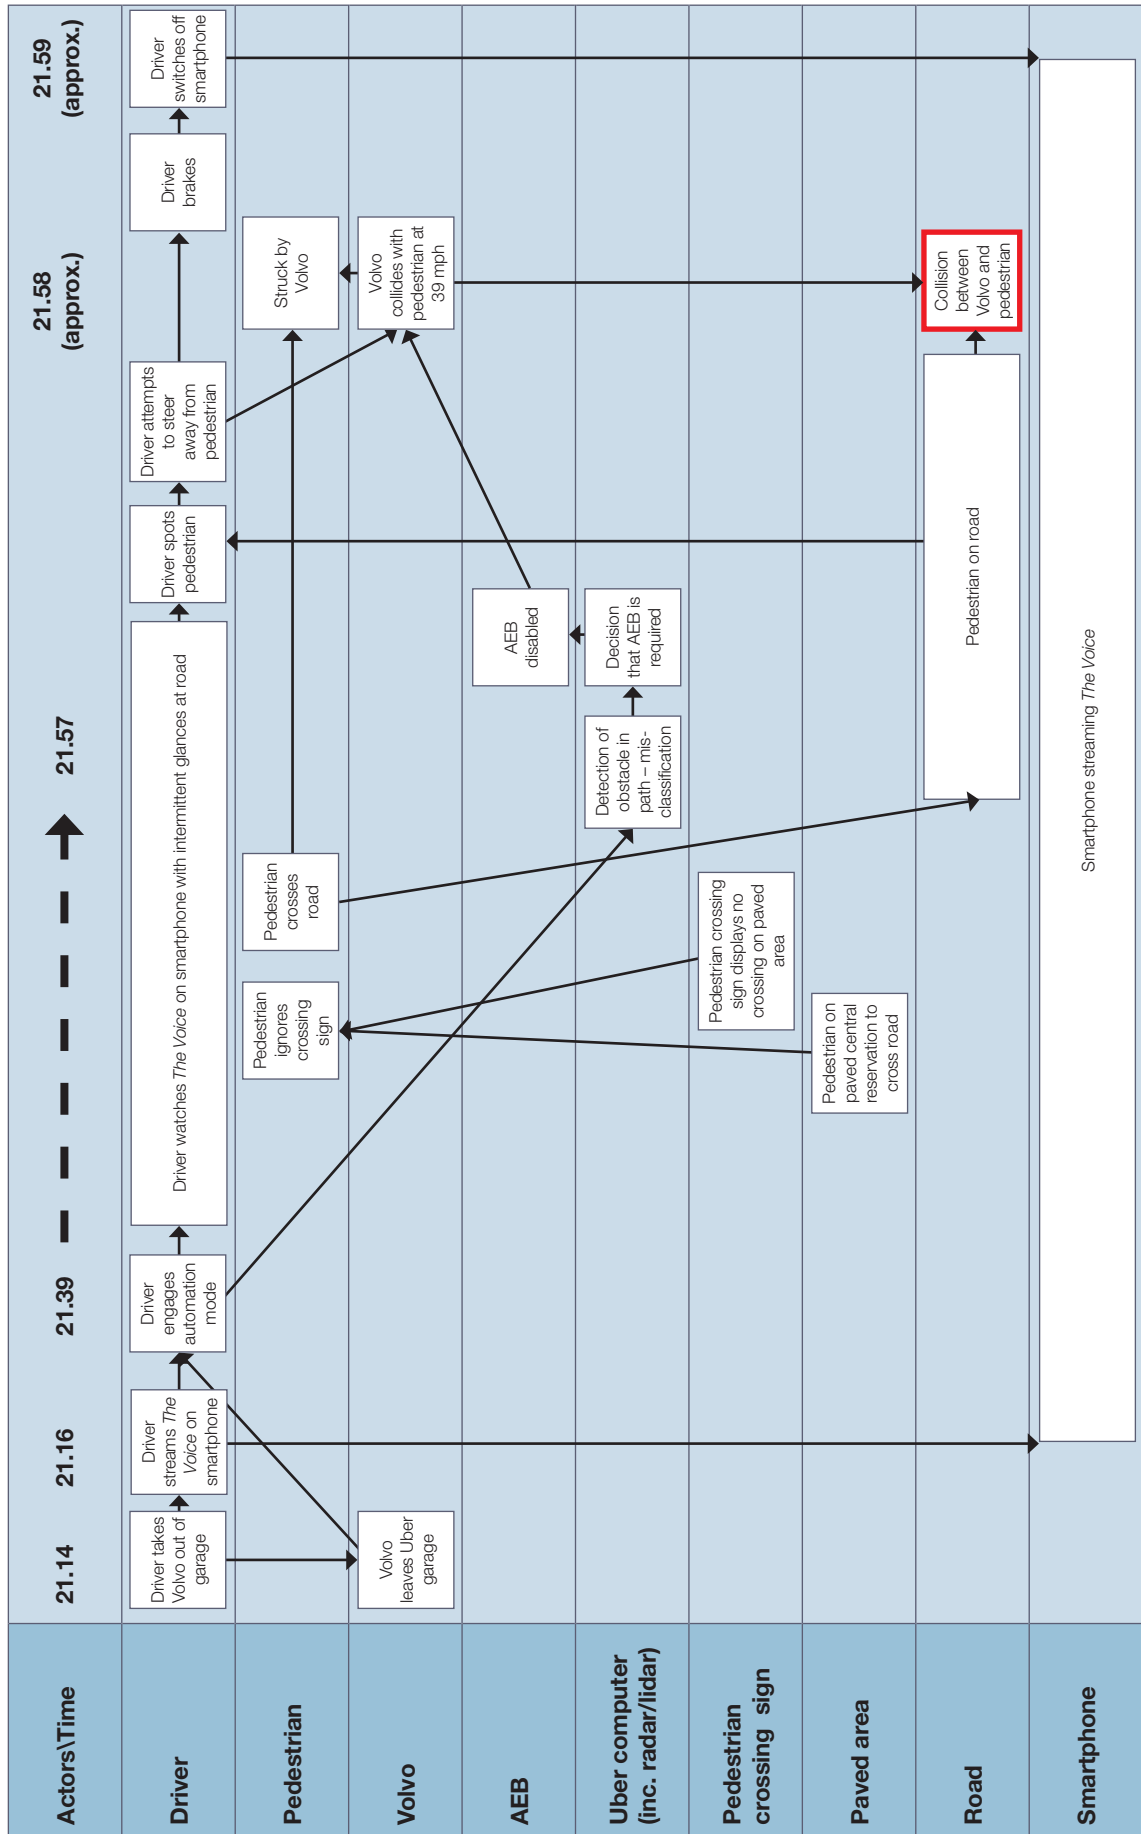 Actors\Time
21.14
21.16
21.39
21.57
21.58
(approx.)
21.59
(approx.)
Driver
Driver takes
Volvo out of
garage
Driver
streams The
Voice on
smartphone
Driver
engages
automation
mode
Driver watches The Voice on smartphone with intermittent glances at road
Driver spots
pedestrian
Driver attempts
to steer
away from
pedestrian
Driver
brakes
Driver
switches off
smartphone
Pedestrian
Pedestrian
ignores
crossing
sign
Pedestrian
crosses
road
Struck by
Volvo
Volvo
Volvo
leaves Uber
garage
Volvo
collides with
pedestrian at
39 mph
AEB
AEB
disabled
Uber computer
(inc. radar/lidar)
Detection of
obstacle in
path – mis-
classification
Decision
that AEB is
required
Pedestrian
crossing sign
Pedestrian crossing
sign displays no
crossing on paved
area
Paved area
Pedestrian on
paved central
reservation to
cross road
Road
Pedestrian on road
Collision
between
Volvo and
pedestrian
Smartphone
Smartphone streaming The Voice